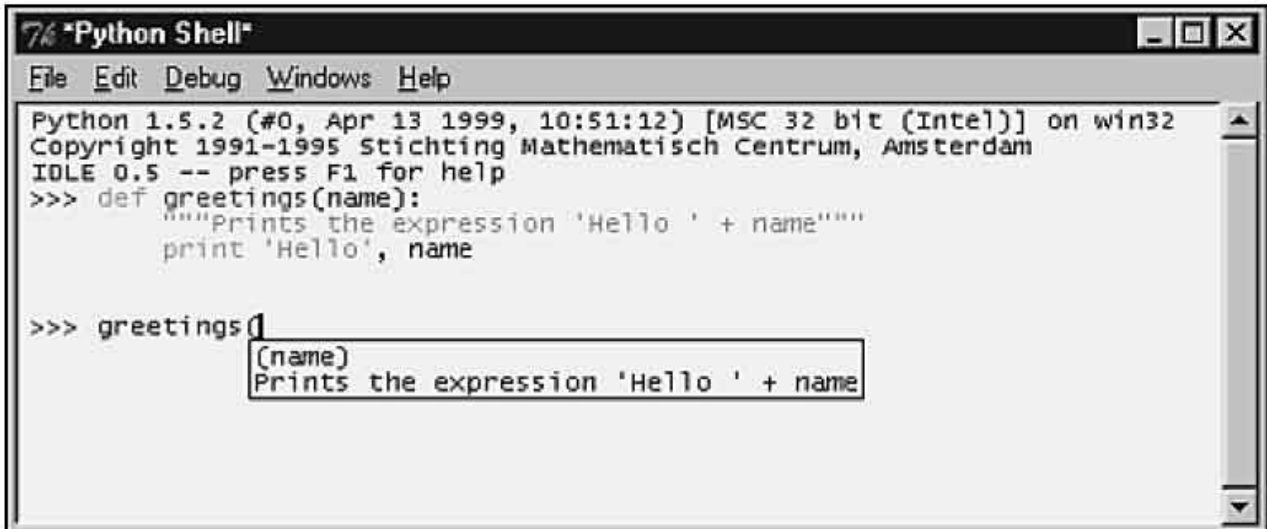 *Python Shell*
File Edit Debug Windows Help
Python 1.5.2 (#0, Apr 13 1999, 10:51:12) [MSC 32 bit (Intel)] on win32
Copyright 1991-1995 Stichting Mathematisch Centrum, Amsterdam
IDLE 0.5 -- press F1 for help
>>> def greetings(name):
        """Prints the expression 'Hello ' + name"""
        print 'Hello', name
>>> greetings(
(name)
Prints the expression 'Hello ' + name